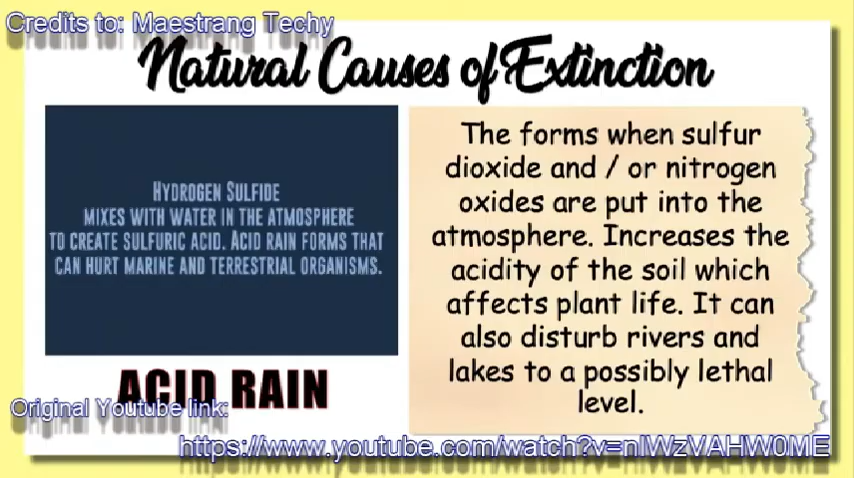 Credits to: Maestrang Techy
Natural Causes of Extinction
HYDROGEN SULFIDE
MIXES WITH WATER IN THE ATMOSPHERE
TO CREATE SULFURIC ACID. ACID RAIN FORMS THAT
CAN HURT MARINE AND TERRESTRIAL ORGANISMS.
ACID RAIN
The forms when sulfur
dioxide and / or nitrogen
oxides are put into the
atmosphere. Increases the
acidity of the soil which
affects plant life. It can
also disturb rivers and
lakes to a possibly lethal
level.
Original Youtube link:
https://www.youtube.com/watch?v=nlWzVAHW0ME